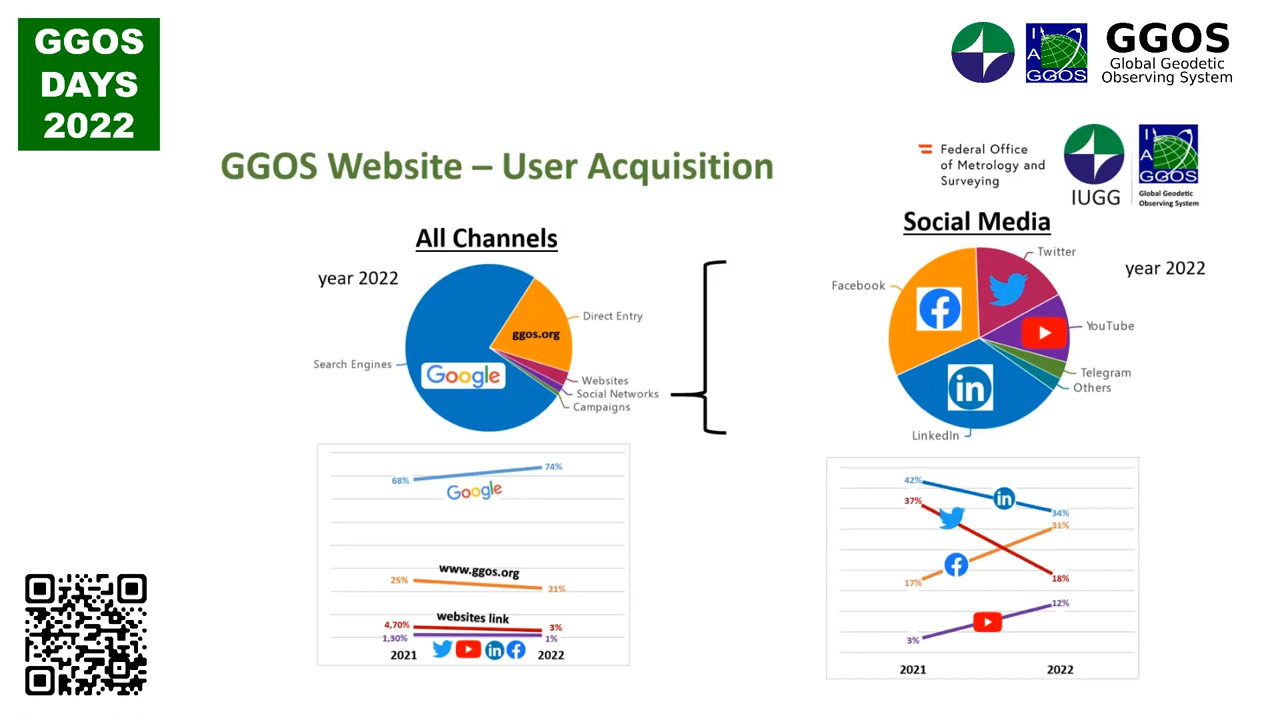 GGOS
DAYS
2022
I
A
GGOS
GGOS
Global Geodetic
Observing System
GGOS Website – User Acquisition
Federal Office
of Metrology and
Surveying
IUGG
I
A
GGOS
Global Geodetic
Observing System
All Channels
year 2022
Direct Entry
ggos.org
Search Engines
Google
Websites
Social Networks
Campaigns
Social Media
year 2022
Twitter
Facebook
YouTube
Telegram
Others
in
LinkedIn
68%
74%
Google
25%
www.ggos.org
21%
4,70%
websites link
3%
1,30%
1%
2021
in
2022
42%
in
37%
34%
31%
17%
18%
12%
3%
2021
2022